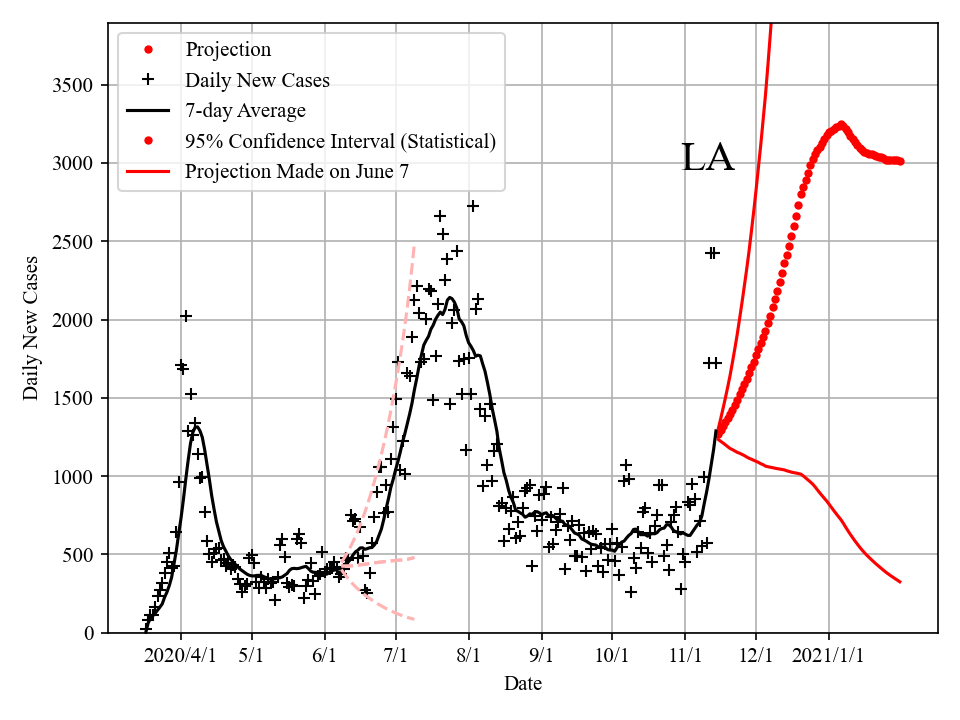 Projection
Daily New Cases
7-day Average
95% Confidence Interval (Statistical)
Projection Made on June 7
LA
3500
3000
2500
2000
1500
1000
500
0
Daily New Cases
2020/4/1 5/1 6/1 7/1 8/1 9/1 10/1 11/1 12/1 2021/1/1
Date